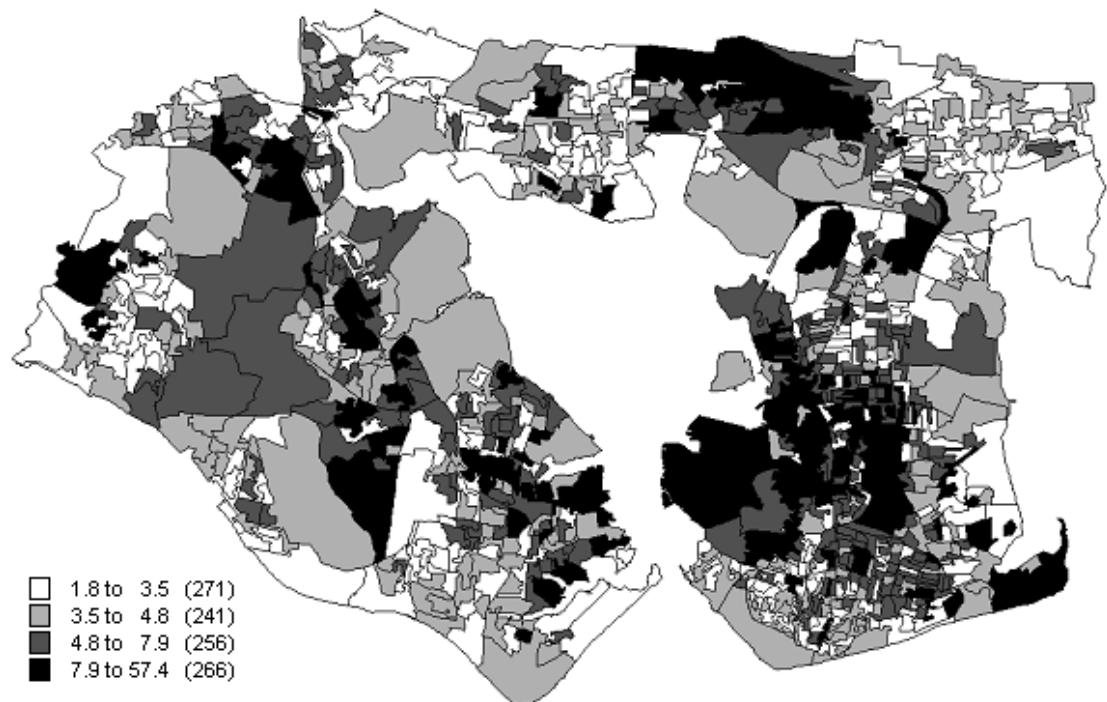 1.8 to 3.5 (271)
3.5 to 4.8 (241)
4.8 to 7.9 (256)
7.9 to 57.4 (266)